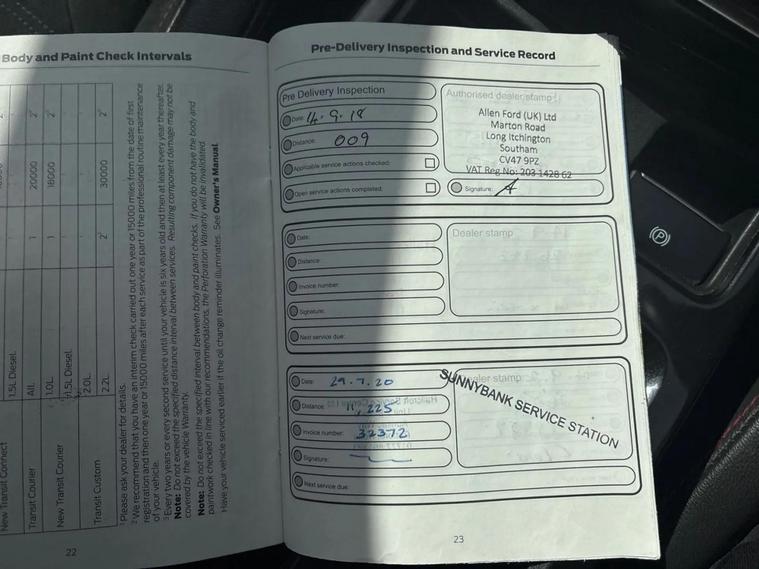 Body and Paint Check Intervals
1.5L Diesel
Transit Courier All. 1 20000 2
New Transit Courier 1.0L 1 18000 2
1.5L Diesel
2.0L
Transit Custom 2.2L 2 30000 2
Please ask your dealer for details.
We recommend that you have an interim check carried out one year or 15000 miles from the date of first
registration and then one year or 15000 miles after each service as part of the professional routine maintenance
of your vehicle.
Every two years or every second service until your vehicle is six years old and then at least every year thereafter.
Note: Do not exceed the specified distance interval between services. Resulting component damage may not be
covered by the vehicle Warranty.
Note: Do not exceed the specified interval between body and paint checks. If you do not have the body and
paintwork checked in line with our recommendations, the Perforation Warranty will be invalidated.
Have your vehicle serviced earlier if the oil change reminder illuminates. See Owner's Manual.
22
Pre-Delivery Inspection and Service Record
Pre Delivery Inspection
Date: 4.9.18
Distance: 009
Applicable service actions checked:
Open service actions completed:
Authorised dealer stamp
Allen Ford (UK) Ltd
Marton Road
Long Itchington
Southam
CV47 9PZ
VAT Reg No: 203 1428 62
Signature:
Date:
Distance:
Invoice number:
Signature:
Next service due:
Dealer stamp
Date: 29.7.20
Distance: 11,225
Invoice number: 32372
Signature:
Next service due:
Dealer stamp
SUNNYBANK SERVICE STATION
23